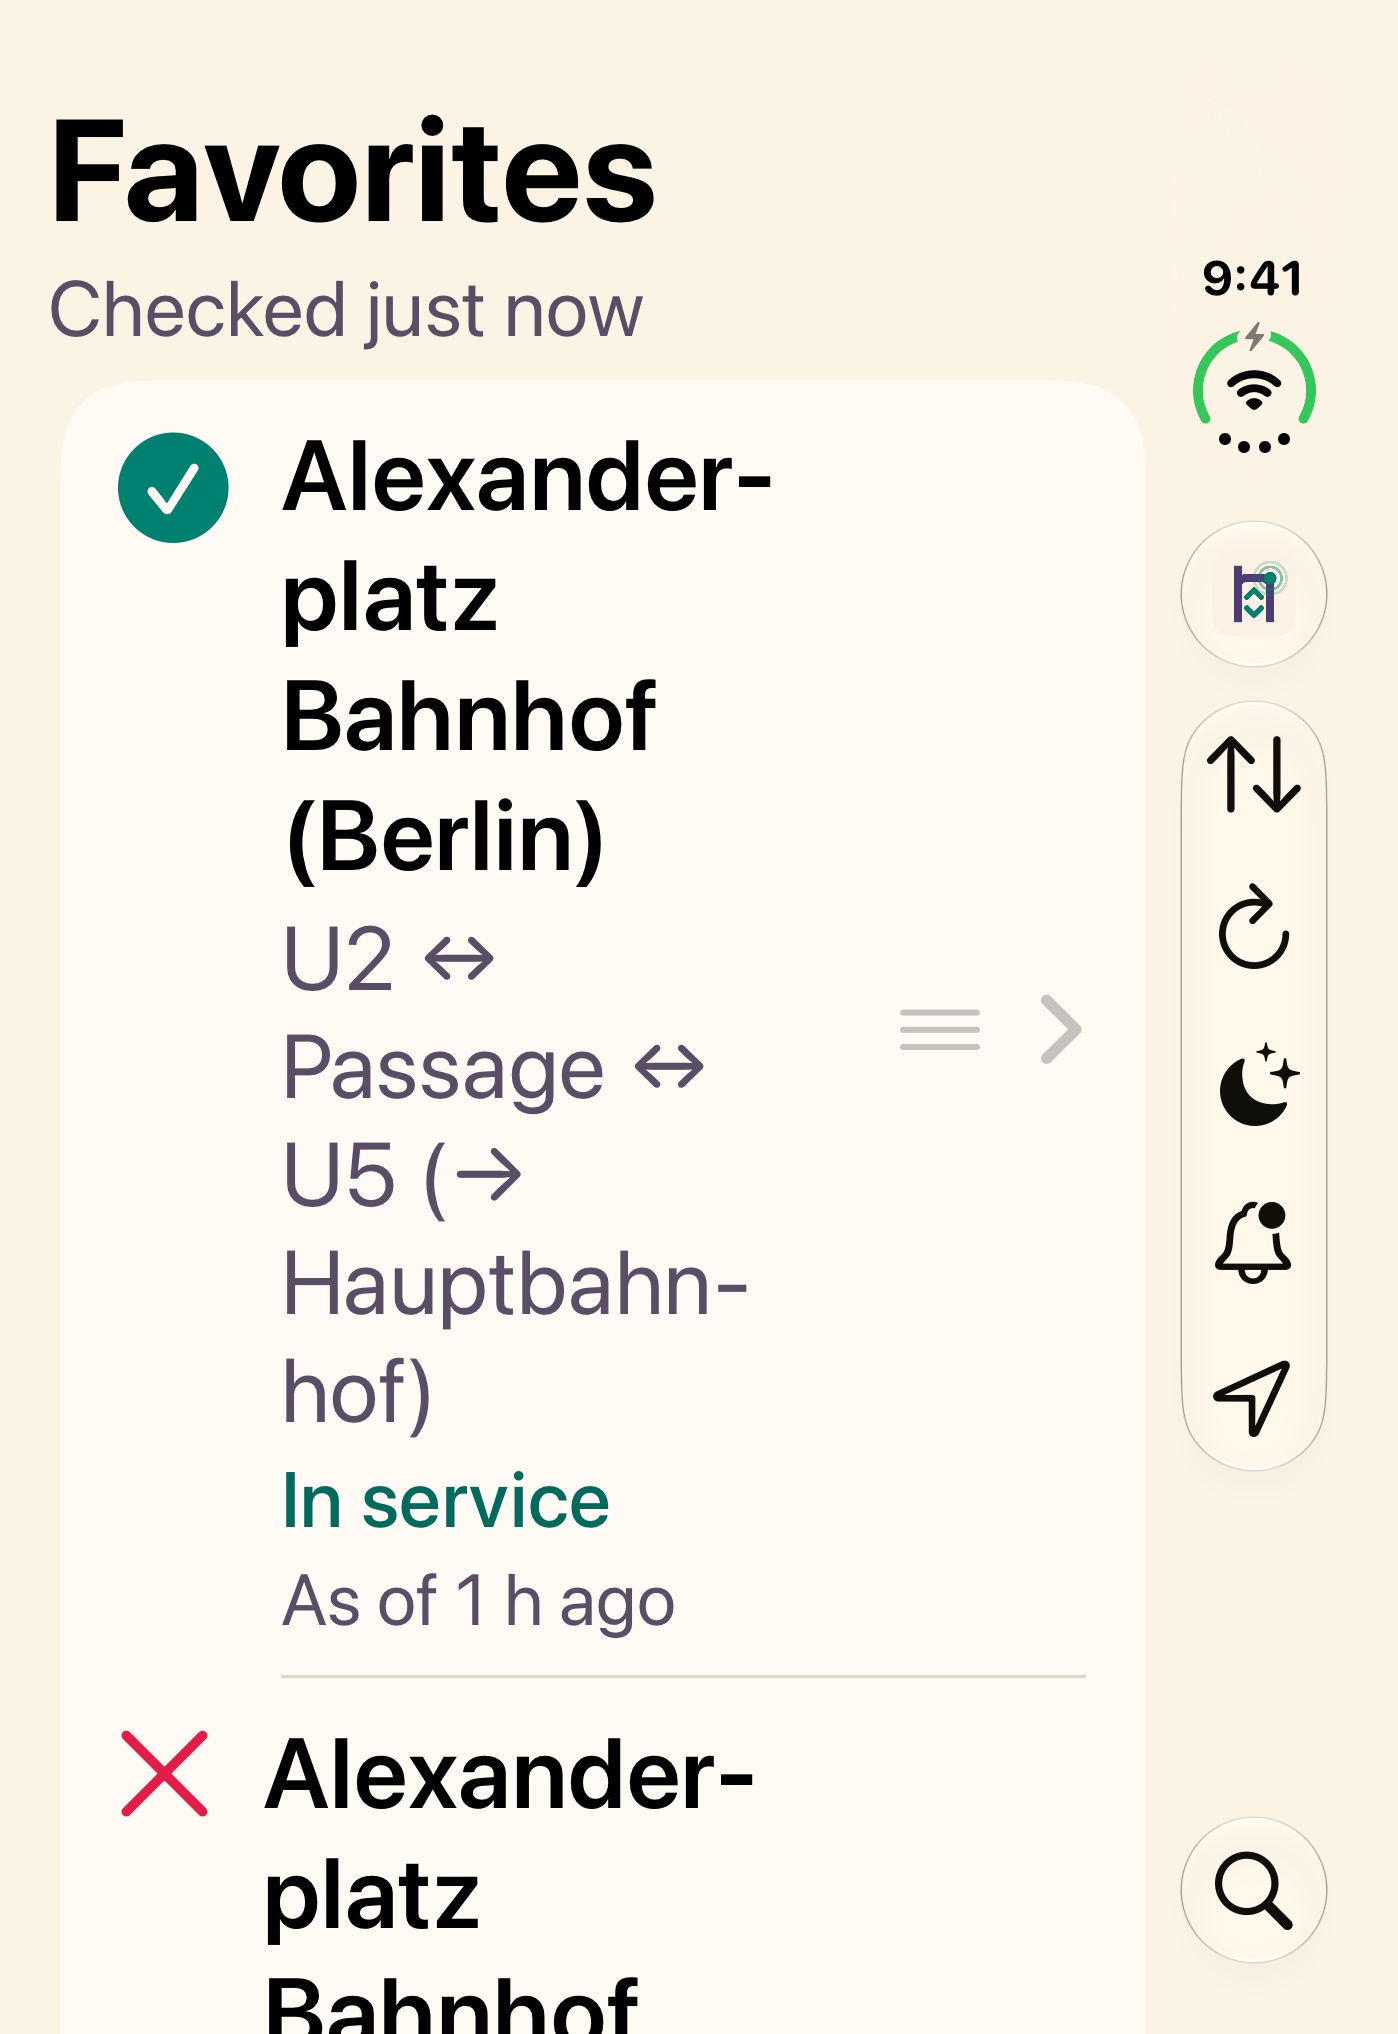 Favorites
Checked just now
9:41
Alexander-
platz
Bahnhof
(Berlin)
U2 ↔
Passage ↔
U5 (→
Hauptbahn-
hof)
In service
As of 1 h ago
Alexander-
platz
Bahnhof